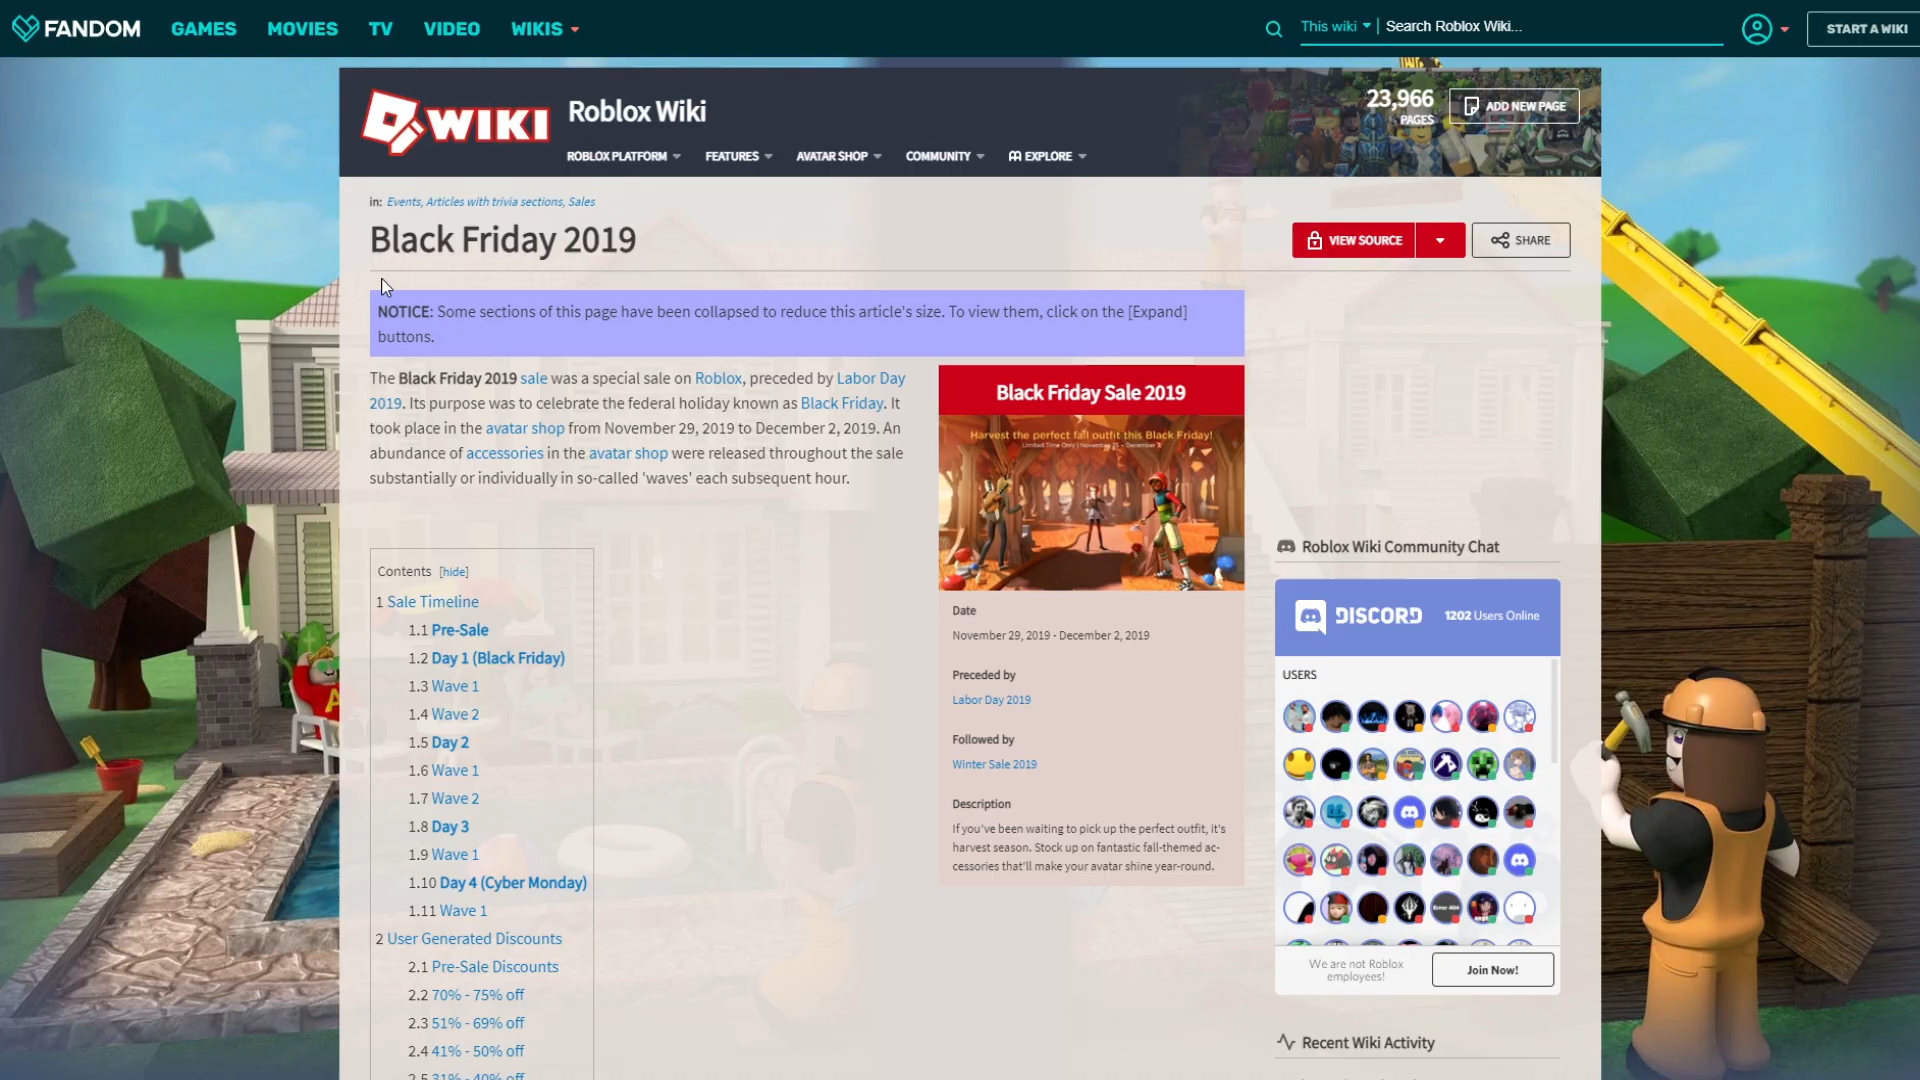 FANDOM GAMES MOVIES TV VIDEO WIKIS This wiki Search Roblox Wiki... START A WIKI
WIKI Roblox Wiki 23,966 PAGES ADD NEW PAGE
ROBLOX PLATFORM FEATURES AVATAR SHOP COMMUNITY EXPLORE
in: Events, Articles with trivia sections, Sales
Black Friday 2019
VIEW SOURCE SHARE
NOTICE: Some sections of this page have been collapsed to reduce this article's size. To view them, click on the [Expand]
buttons.
The Black Friday 2019 sale was a special sale on Roblox, preceded by Labor Day
2019. Its purpose was to celebrate the federal holiday known as Black Friday. It
took place in the avatar shop from November 29, 2019 to December 2, 2019. An
abundance of accessories in the avatar shop were released throughout the sale
substantially or individually in so-called 'waves' each subsequent hour.
Contents [hide]
1 Sale Timeline
1.1 Pre-Sale
1.2 Day 1 (Black Friday)
1.3 Wave 1
1.4 Wave 2
1.5 Day 2
1.6 Wave 1
1.7 Wave 2
1.8 Day 3
1.9 Wave 1
1.10 Day 4 (Cyber Monday)
1.11 Wave 1
2 User Generated Discounts
2.1 Pre-Sale Discounts
2.2 70% - 75% off
2.3 51% - 69% off
2.4 41% - 50% off
2.5 31% - 40% off
Black Friday Sale 2019
Harvest the perfect fall outfit this Black Friday!
Limited Time Only | November
Date
November 29, 2019 - December 2, 2019
Preceded by
Labor Day 2019
Followed by
Winter Sale 2019
Description
If you've been waiting to pick up the perfect outfit, it's
harvest season. Stock up on fantastic fall-themed ac-
cessories that'll make your avatar shine year-round.
Roblox Wiki Community Chat
DISCORD 1202 Users Online
USERS
We are not Roblox
employees!
Join Now!
Recent Wiki Activity